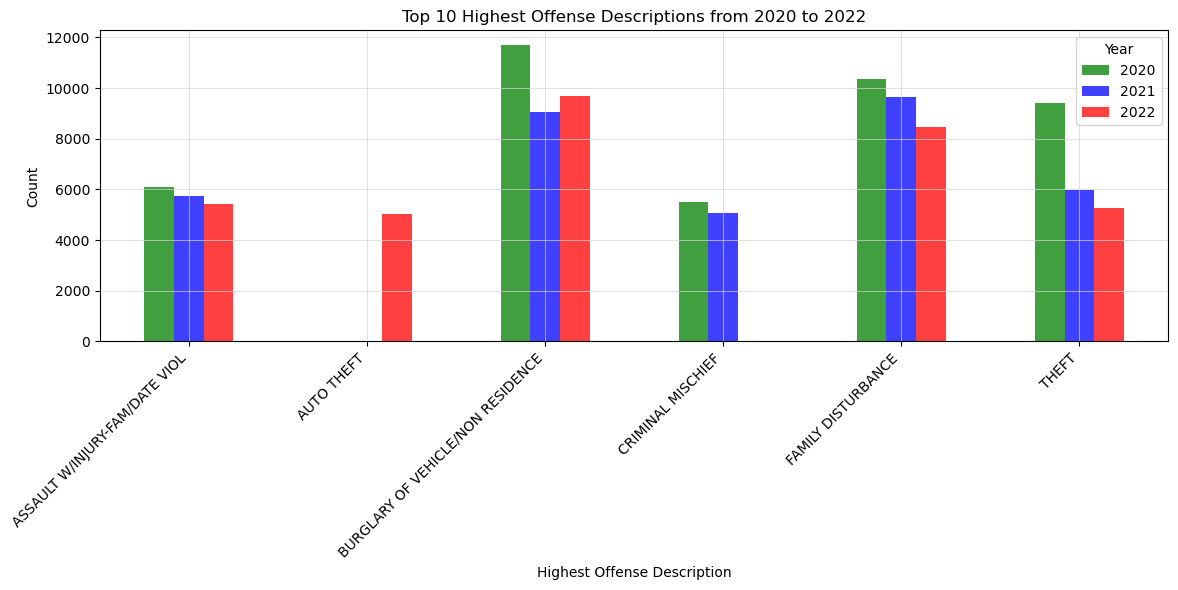 Top 10 Highest Offense Descriptions from 2020 to 2022
Count
12000
10000
8000
6000
4000
2000
0
Year
2020
2021
2022
ASSAULT W/INJURY-FAM/DATE VIOL
AUTO THEFT
BURGLARY OF VEHICLE/NON RESIDENCE
CRIMINAL MISCHIEF
FAMILY DISTURBANCE
THEFT
Highest Offense Description